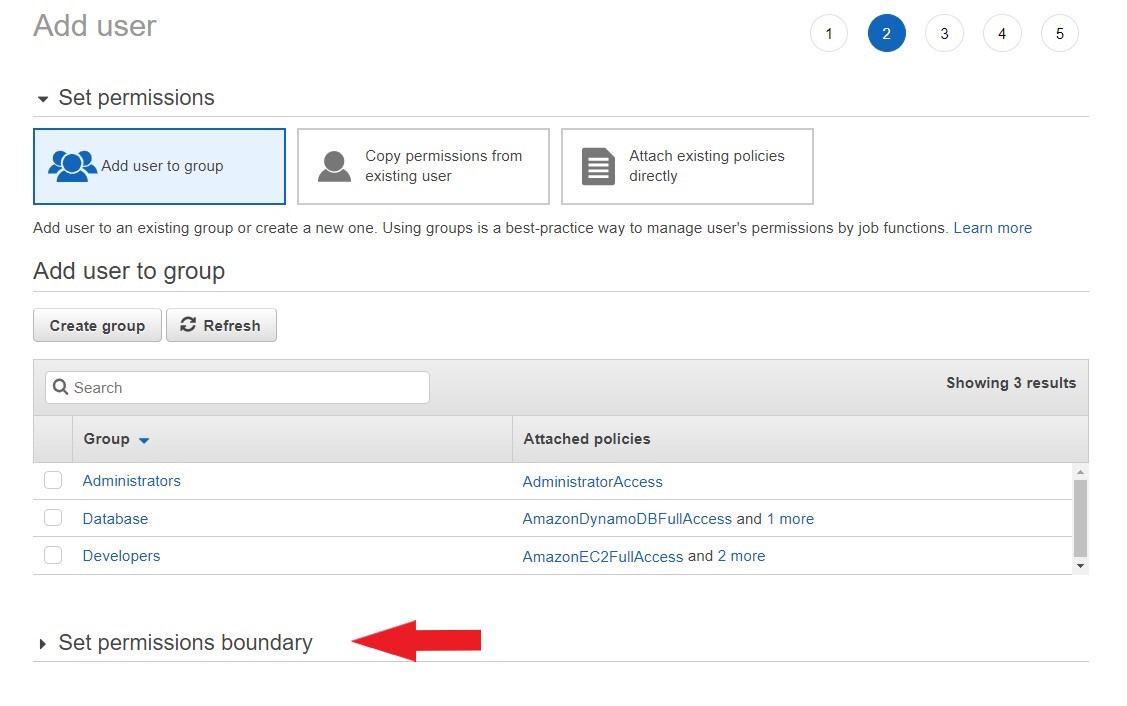 Add user
1 2 3 4 5
Set permissions
Add user to group
Copy permissions from
existing user
Attach existing policies
directly
Add user to an existing group or create a new one. Using groups is a best-practice way to manage user's permissions by job functions. Learn more
Add user to group
Create group Refresh
Search Showing 3 results
Group Attached policies
Administrators AdministratorAccess
Database AmazonDynamoDBFullAccess and 1 more
Developers AmazonEC2FullAccess and 2 more
Set permissions boundary